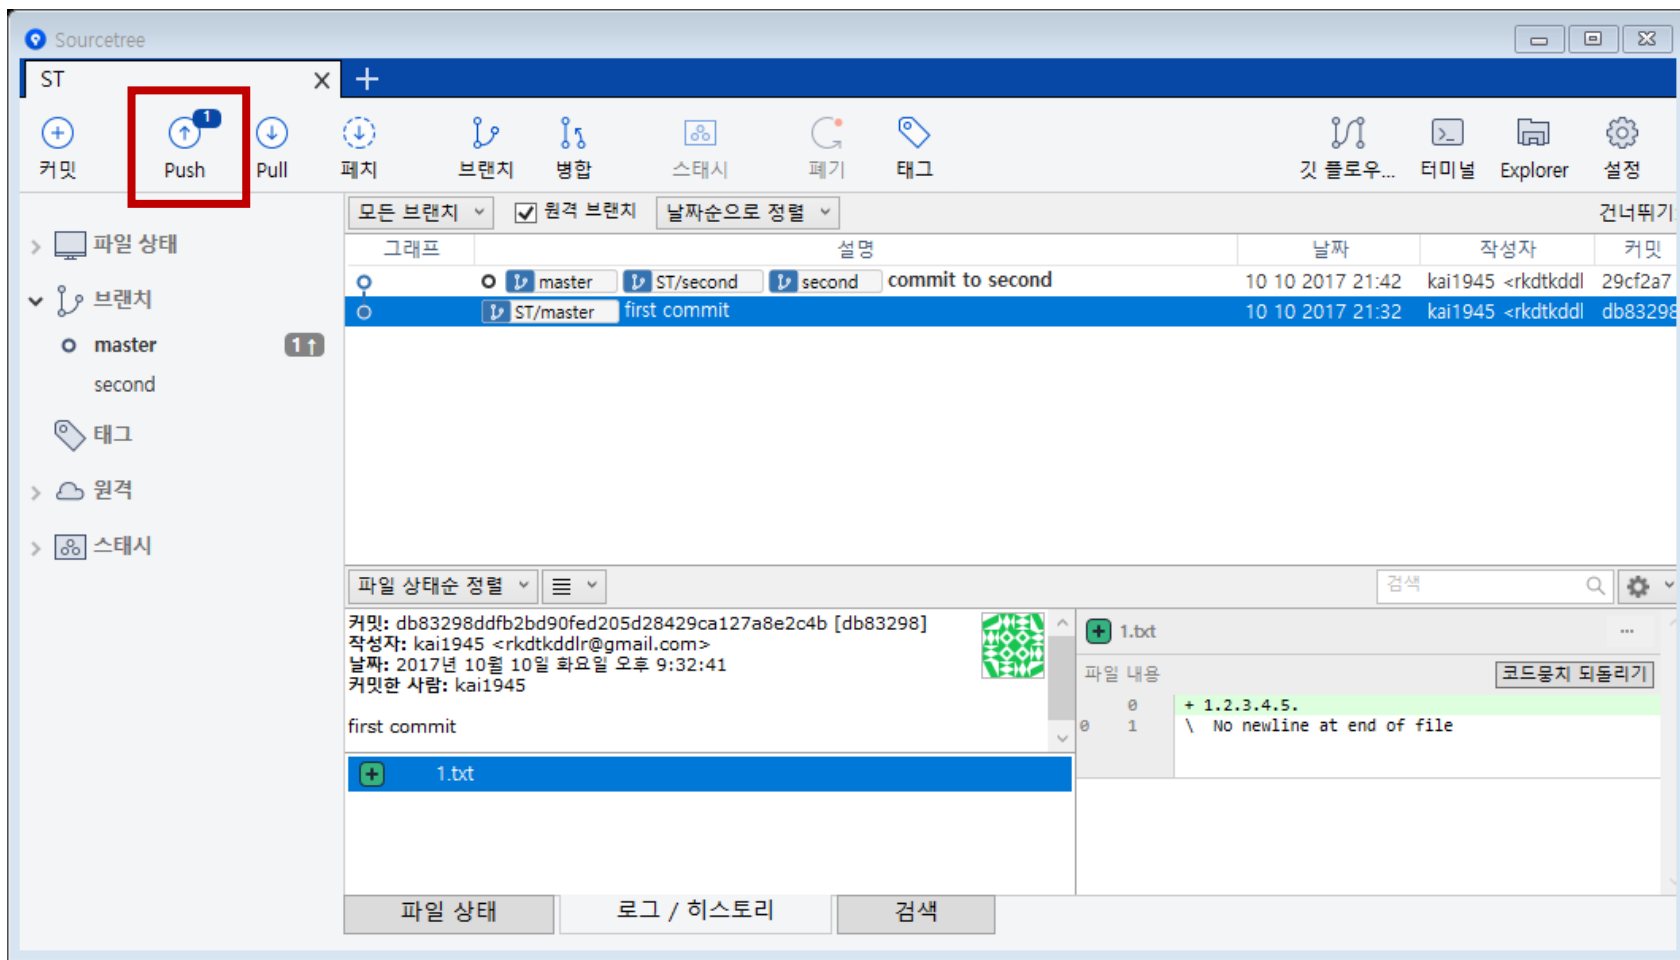 Sourcetree
ST
커밋
1
Push
Pull
페치
브랜치
병합
스태시
폐기
태그
깃 플로우...
터미널
Explorer
설정
모든 브랜치
원격 브랜치
날짜순으로 정렬
건너뛰기
파일 상태
브랜치
master 1↑
second
태그
원격
스태시
그래프 설명 날짜 작성자 커밋
master ST/second second commit to second 10 10 2017 21:42 kai1945 <rkdtkddl 29cf2a7
ST/master first commit 10 10 2017 21:32 kai1945 <rkdtkddl db83298
파일 상태순 정렬
검색
커밋: db83298ddfb2bd90fed205d28429ca127a8e2c4b [db83298]
작성자: kai1945 <rkdtkddlr@gmail.com>
날짜: 2017년 10월 10일 화요일 오후 9:32:41
커밋한 사람: kai1945
first commit
1.txt
1.txt ...
파일 내용 코드뭉치 되돌리기
0 + 1.2.3.4.5.
0 1 \ No newline at end of file
파일 상태
로그 / 히스토리
검색